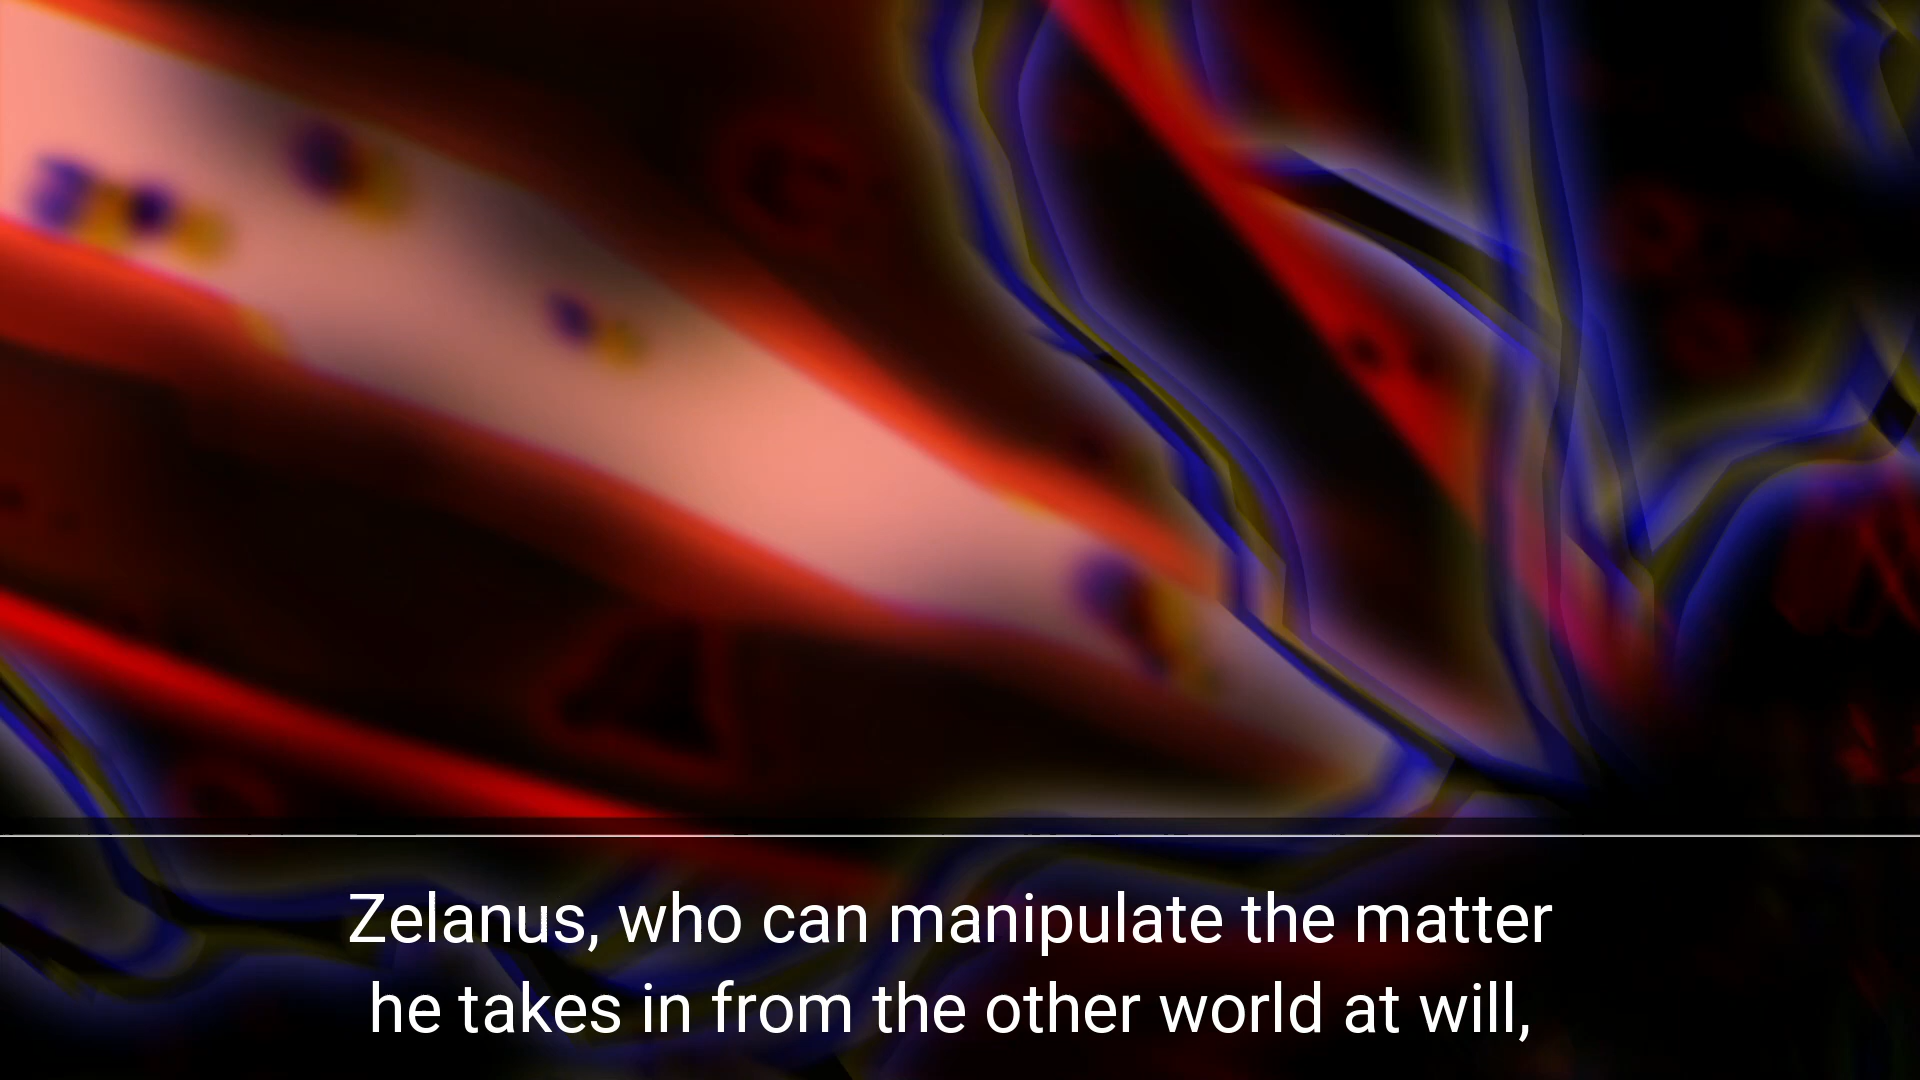 Zelanus, who can manipulate the matter
he takes in from the other world at will,